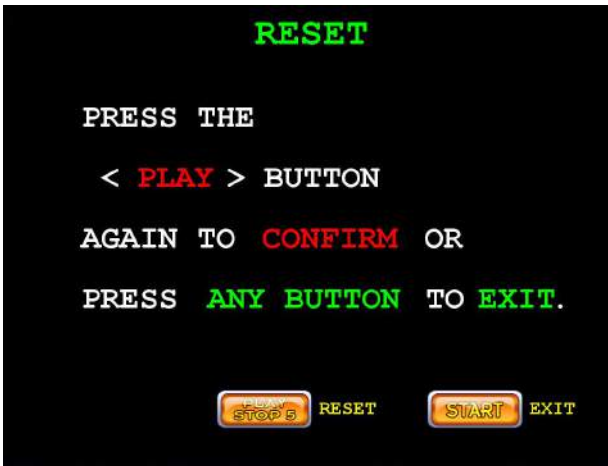 RESET
PRESS THE
< PLAY > BUTTON
AGAIN TO CONFIRM OR
PRESS ANY BUTTON TO EXIT.
PLAY
STOP 5 RESET START EXIT